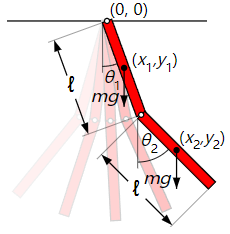 (0, 0)
(x₁,y₁)
θ₁
ℓ
mg
θ₂
(x₂,y₂)
ℓ
mg